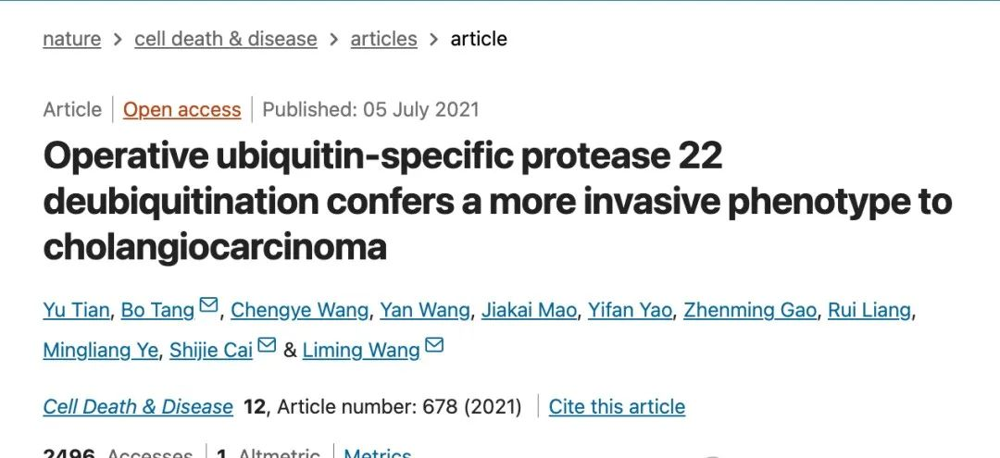 nature > cell death & disease > articles > article
Article | Open access | Published: 05 July 2021
Operative ubiquitin-specific protease 22
deubiquitination confers a more invasive phenotype to
cholangiocarcinoma
Yu Tian, Bo Tang, Chengye Wang, Yan Wang, Jiakai Mao, Yifan Yao, Zhenming Gao, Rui Liang,
Mingliang Ye, Shijie Cai & Liming Wang
Cell Death & Disease 12, Article number: 678 (2021) | Cite this article
2496 Accesses | 1 Altmetric | Metrics